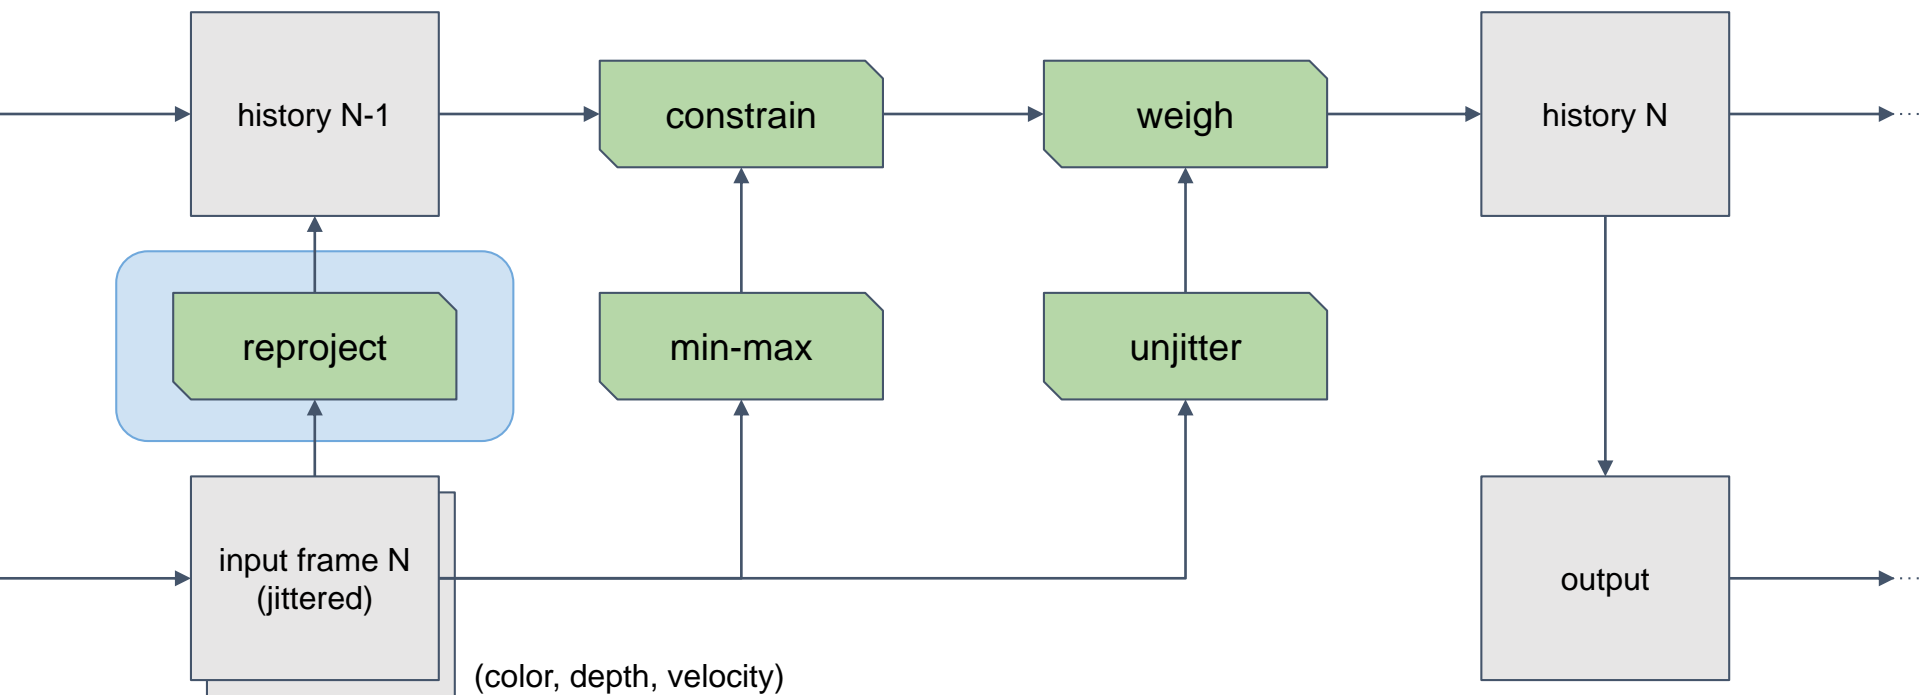 history N-1
constrain
weigh
history N
reproject
min-max
unjitter
input frame N
(jittered)
output
(color, depth, velocity)